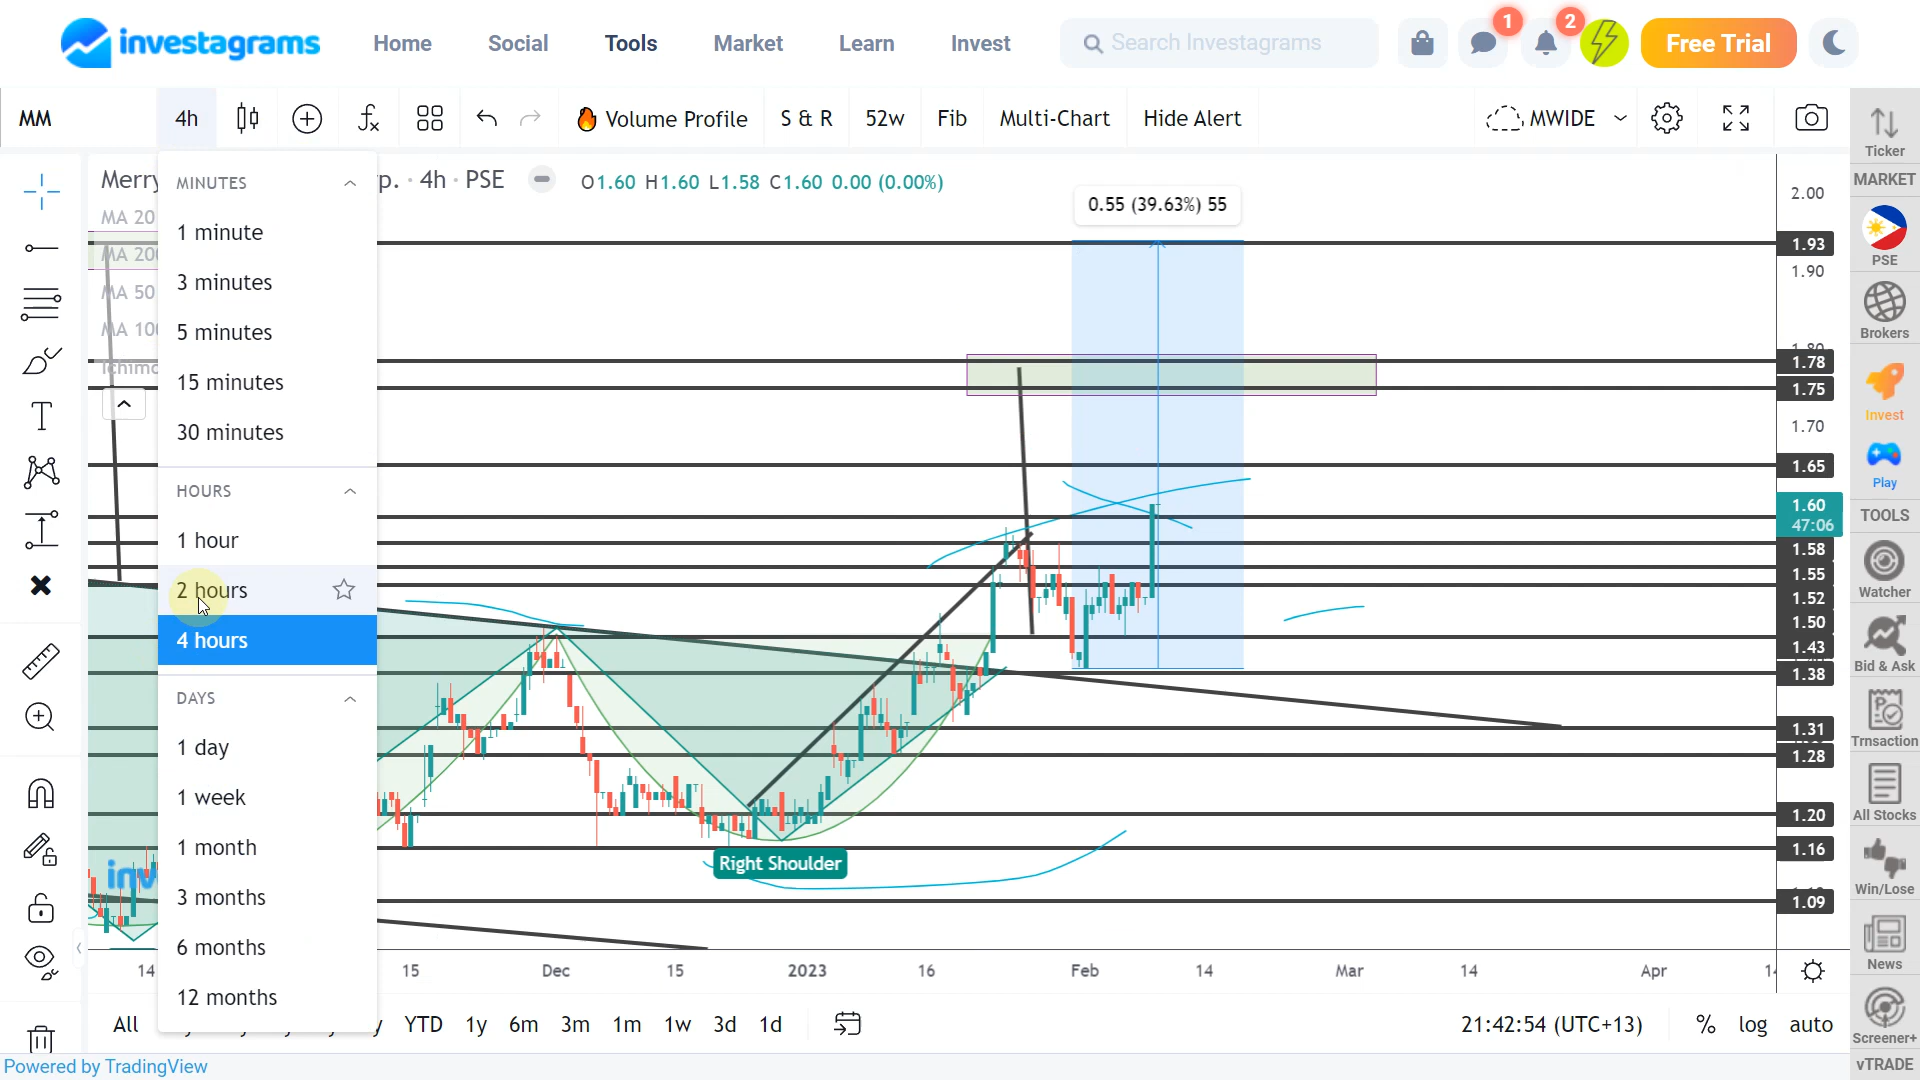 investagrams
Home
Social
Tools
Market
Learn
Invest
Search Investagrams
1
2
Free Trial
MM
4h
Volume Profile
S & R
52w
Fib
Multi-Chart
Hide Alert
MWIDE
Merry
p. · 4h · PSE
O1.60 H1.60 L1.58 C1.60 0.00 (0.00%)
MA 20
MA 200
MA 50
MA 100
Ichimo
MINUTES
1 minute
3 minutes
5 minutes
15 minutes
30 minutes
HOURS
1 hour
2 hours
4 hours
DAYS
1 day
1 week
1 month
3 months
6 months
12 months
0.55 (39.63%) 55
Right Shoulder
inv
2.00
1.93
1.90
1.80
1.78
1.75
1.70
1.65
1.60
47:06
1.58
1.55
1.52
1.50
1.43
1.38
1.31
1.28
1.20
1.16
1.09
14
15
Dec
15
2023
16
Feb
14
Mar
14
Apr
14
All
YTD
1y
6m
3m
1m
1w
3d
1d
21:42:54 (UTC+13)
%
log
auto
Powered by TradingView
Ticker
MARKET
PSE
Brokers
Invest
Play
TOOLS
Watcher
Bid & Ask
Trnsaction
All Stocks
Win/Lose
News
Screener+
vTRADE